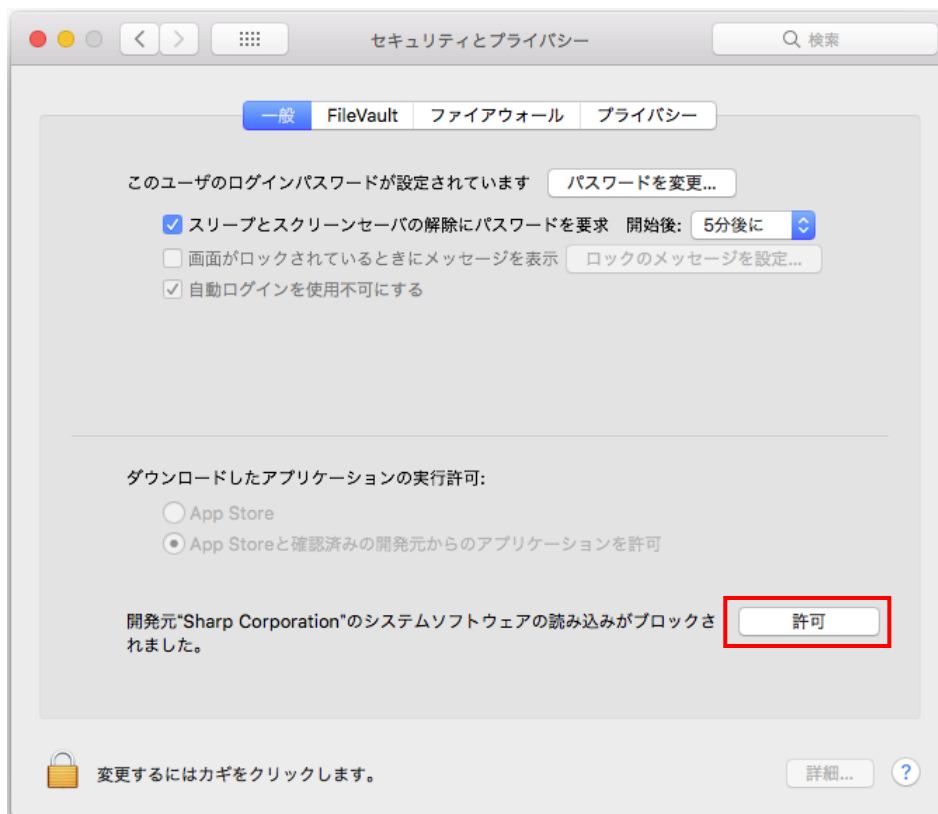 セキュリティとプライバシー
検索
一般 FileVault ファイアウォール プライバシー
このユーザのログインパスワードが設定されています パスワードを変更...
スリープとスクリーンセーバの解除にパスワードを要求 開始後: 5分後に
画面がロックされているときにメッセージを表示 ロックのメッセージを設定...
自動ログインを使用不可にする
ダウンロードしたアプリケーションの実行許可:
App Store
App Storeと確認済みの開発元からのアプリケーションを許可
開発元"Sharp Corporation"のシステムソフトウェアの読み込みがブロックさ
れました。
許可
変更するにはカギをクリックします。
詳細... ?